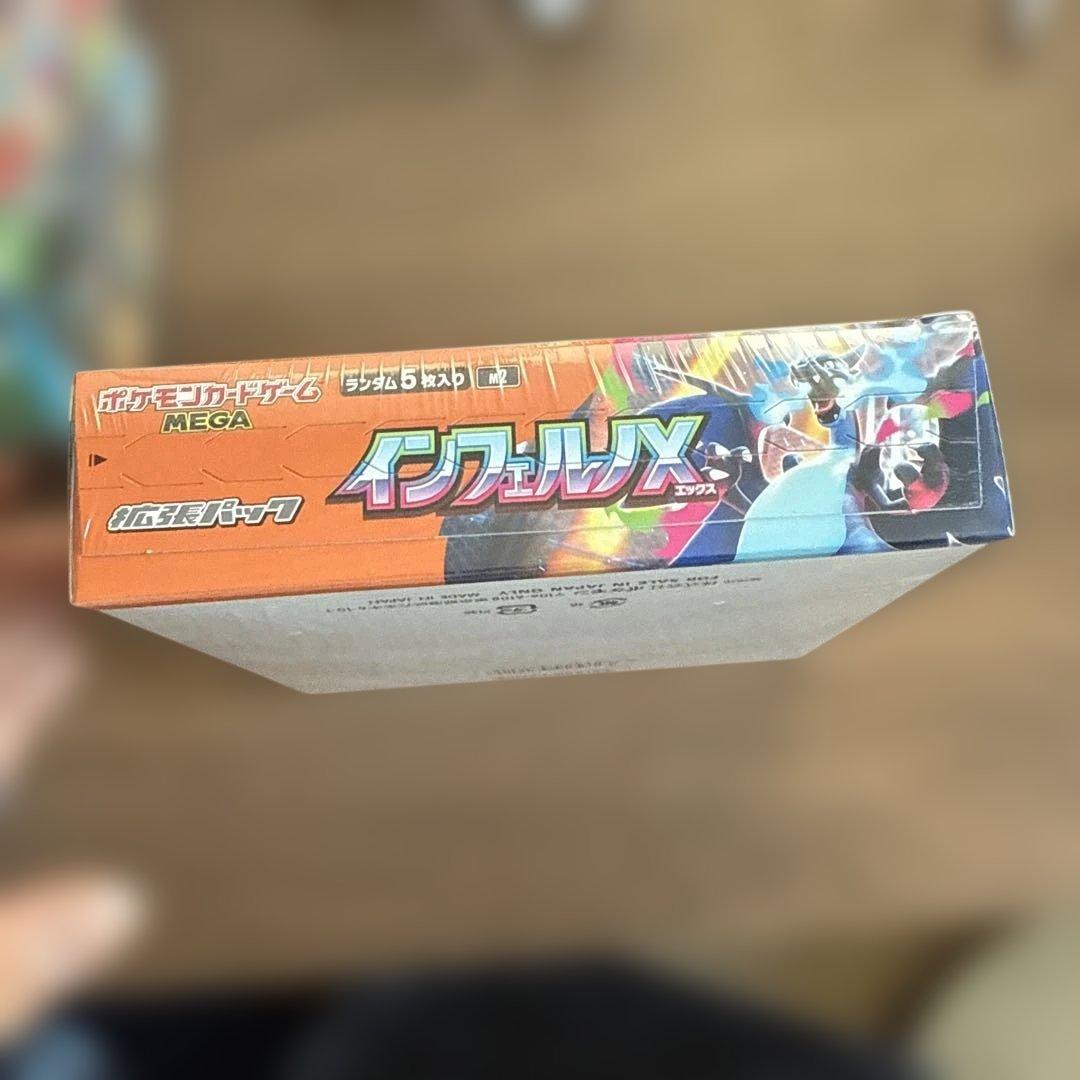 ポケモンカードゲーム
MEGA
ランダム5枚入り
M2
インフェルノX
エックス
拡張パック
FOR SALE IN JAPAN ONLY
MADE IN JAPAN